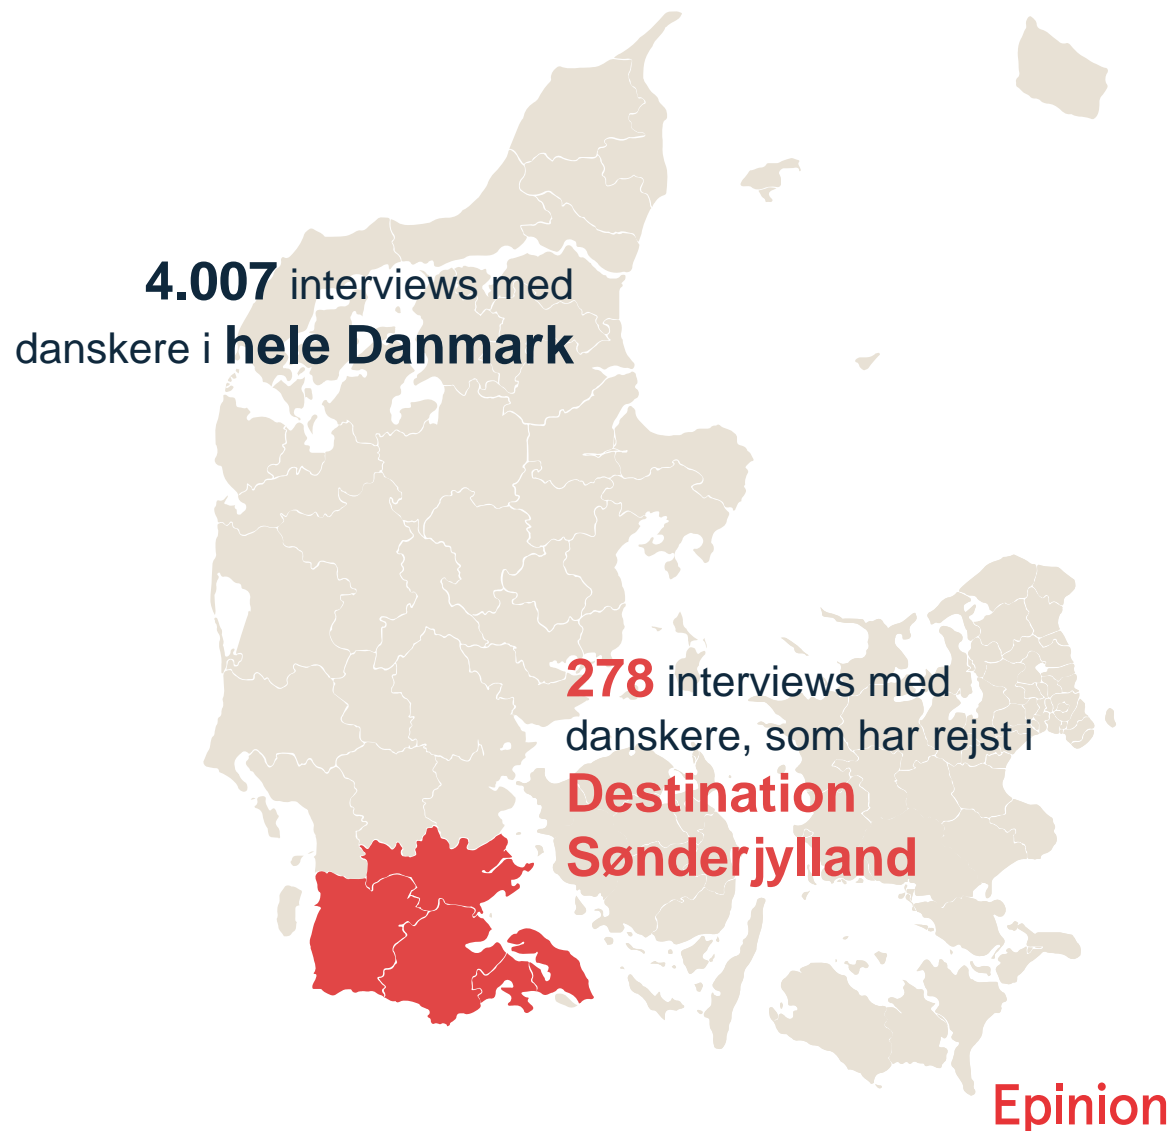 4.007 interviews med
danskere i hele Danmark
278 interviews med
danskere, som har rejst i
Destination
Sønderjylland
Epinion